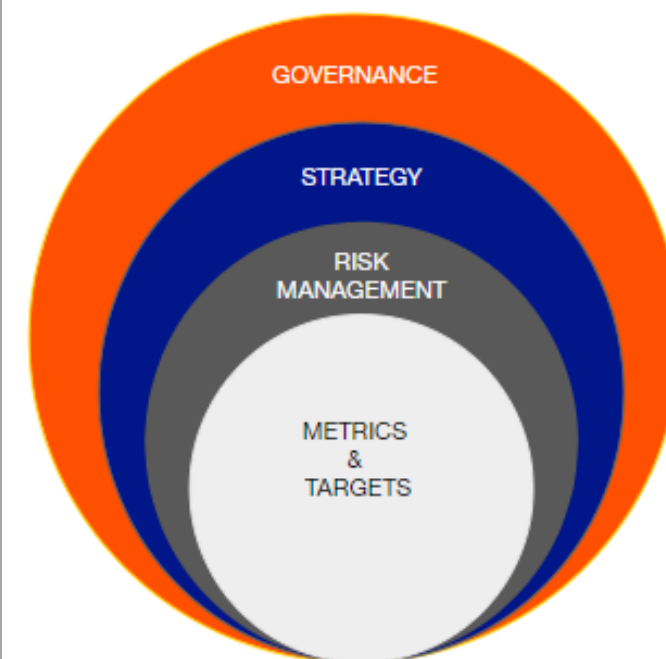 GOVERNANCE
STRATEGY
RISK
MANAGEMENT
METRICS
&
TARGETS